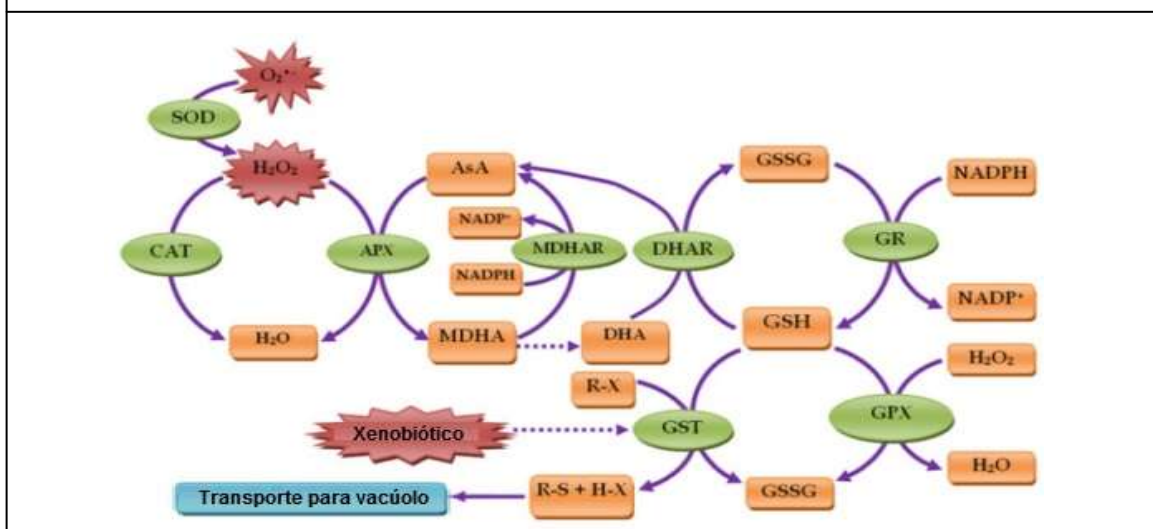 O₂•-
SOD
H₂O₂
AsA
GSSG
NADPH
NADP⁺
CAT
APX
MDHAR
DHAR
GR
NADPH
NADP⁺
H₂O
MDHA
DHA
GSH
H₂O₂
R-X
Xenobiótico
GST
GPX
H₂O
Transporte para vacúolo
R-S + H-X
GSSG